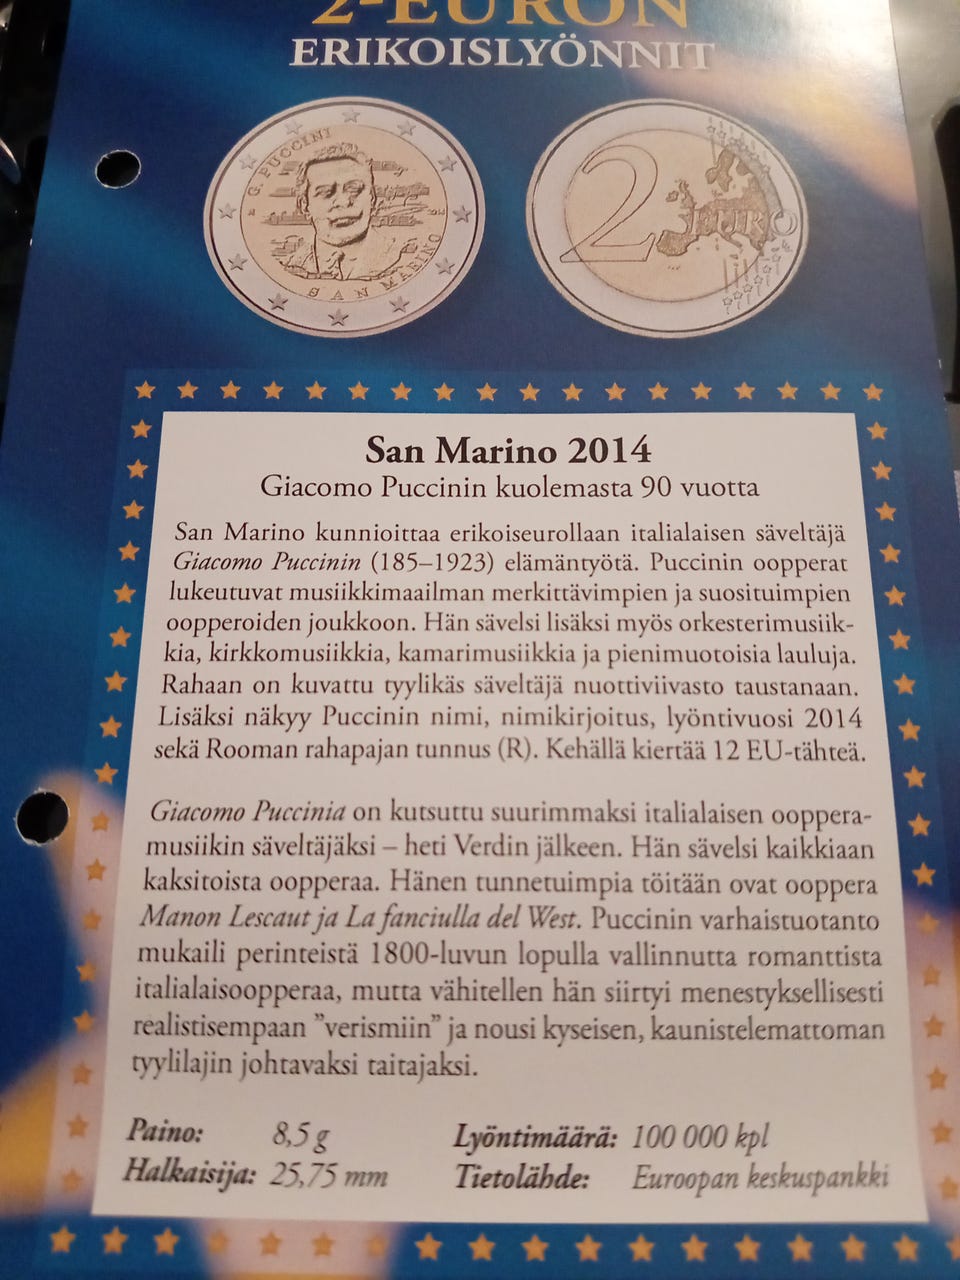 2-EURON
ERIKOISLYÖNNIT
G. PUCCINI
SAN MARINO
2 EURO
San Marino 2014
Giacomo Puccinin kuolemasta 90 vuotta
San Marino kunnioittaa erikoiseurollaan italialaisen säveltäjä
Giacomo Puccinin (185–1923) elämäntyötä. Puccinin oopperat
lukeutuvat musiikkimaailman merkittävimpien ja suosituimpien
oopperoiden joukkoon. Hän sävelsi lisäksi myös orkesterimusiik-
kia, kirkkomusiikkia, kamarimusiikkia ja pienimuotoisia lauluja.
Rahaan on kuvattu tyylikäs säveltäjä nuottiviivasto taustanaan.
Lisäksi näkyy Puccinin nimi, nimikirjoitus, lyöntivuosi 2014
sekä Rooman rahapajan tunnus (R). Kehällä kiertää 12 EU-tähteä.
Giacomo Puccinia on kutsuttu suurimmaksi italialaisen ooppera-
musiikin säveltäjäksi – heti Verdin jälkeen. Hän sävelsi kaikkiaan
kaksitoista oopperaa. Hänen tunnetuimpia töitään ovat ooppera
Manon Lescaut ja La fanciulla del West. Puccinin varhaistuotanto
mukaili perinteistä 1800-luvun lopulla vallinnutta romanttista
italialaisoopperaa, mutta vähitellen hän siirtyi menestyksellisesti
realistisempaan ”verismiin” ja nousi kyseisen, kaunistelemattoman
tyylilajin johtavaksi taitajaksi.
Paino: 8,5 g Lyöntimäärä: 100 000 kpl
Halkaisija: 25,75 mm Tietolähde: Euroopan keskuspankki